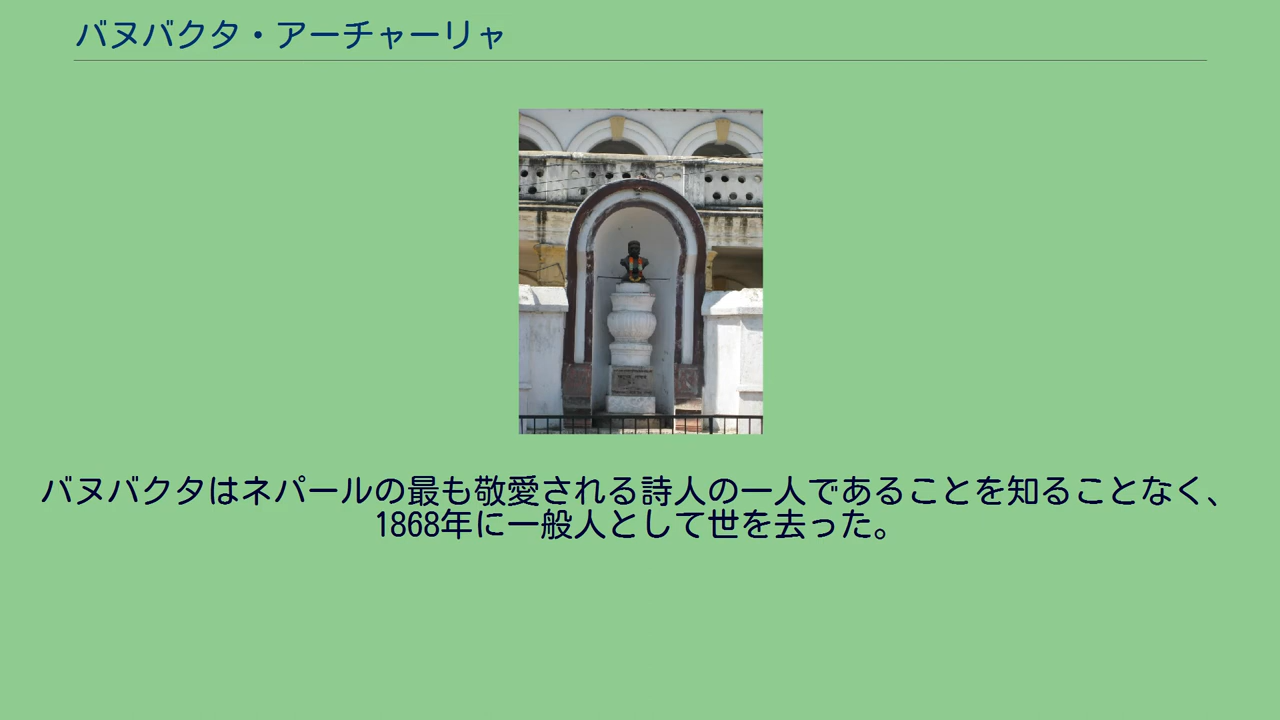 バヌバクタ・アーチャーリャ
バヌバクタはネパールの最も敬愛される詩人の一人であることを知ることなく、
1868年に一般人として世を去った。